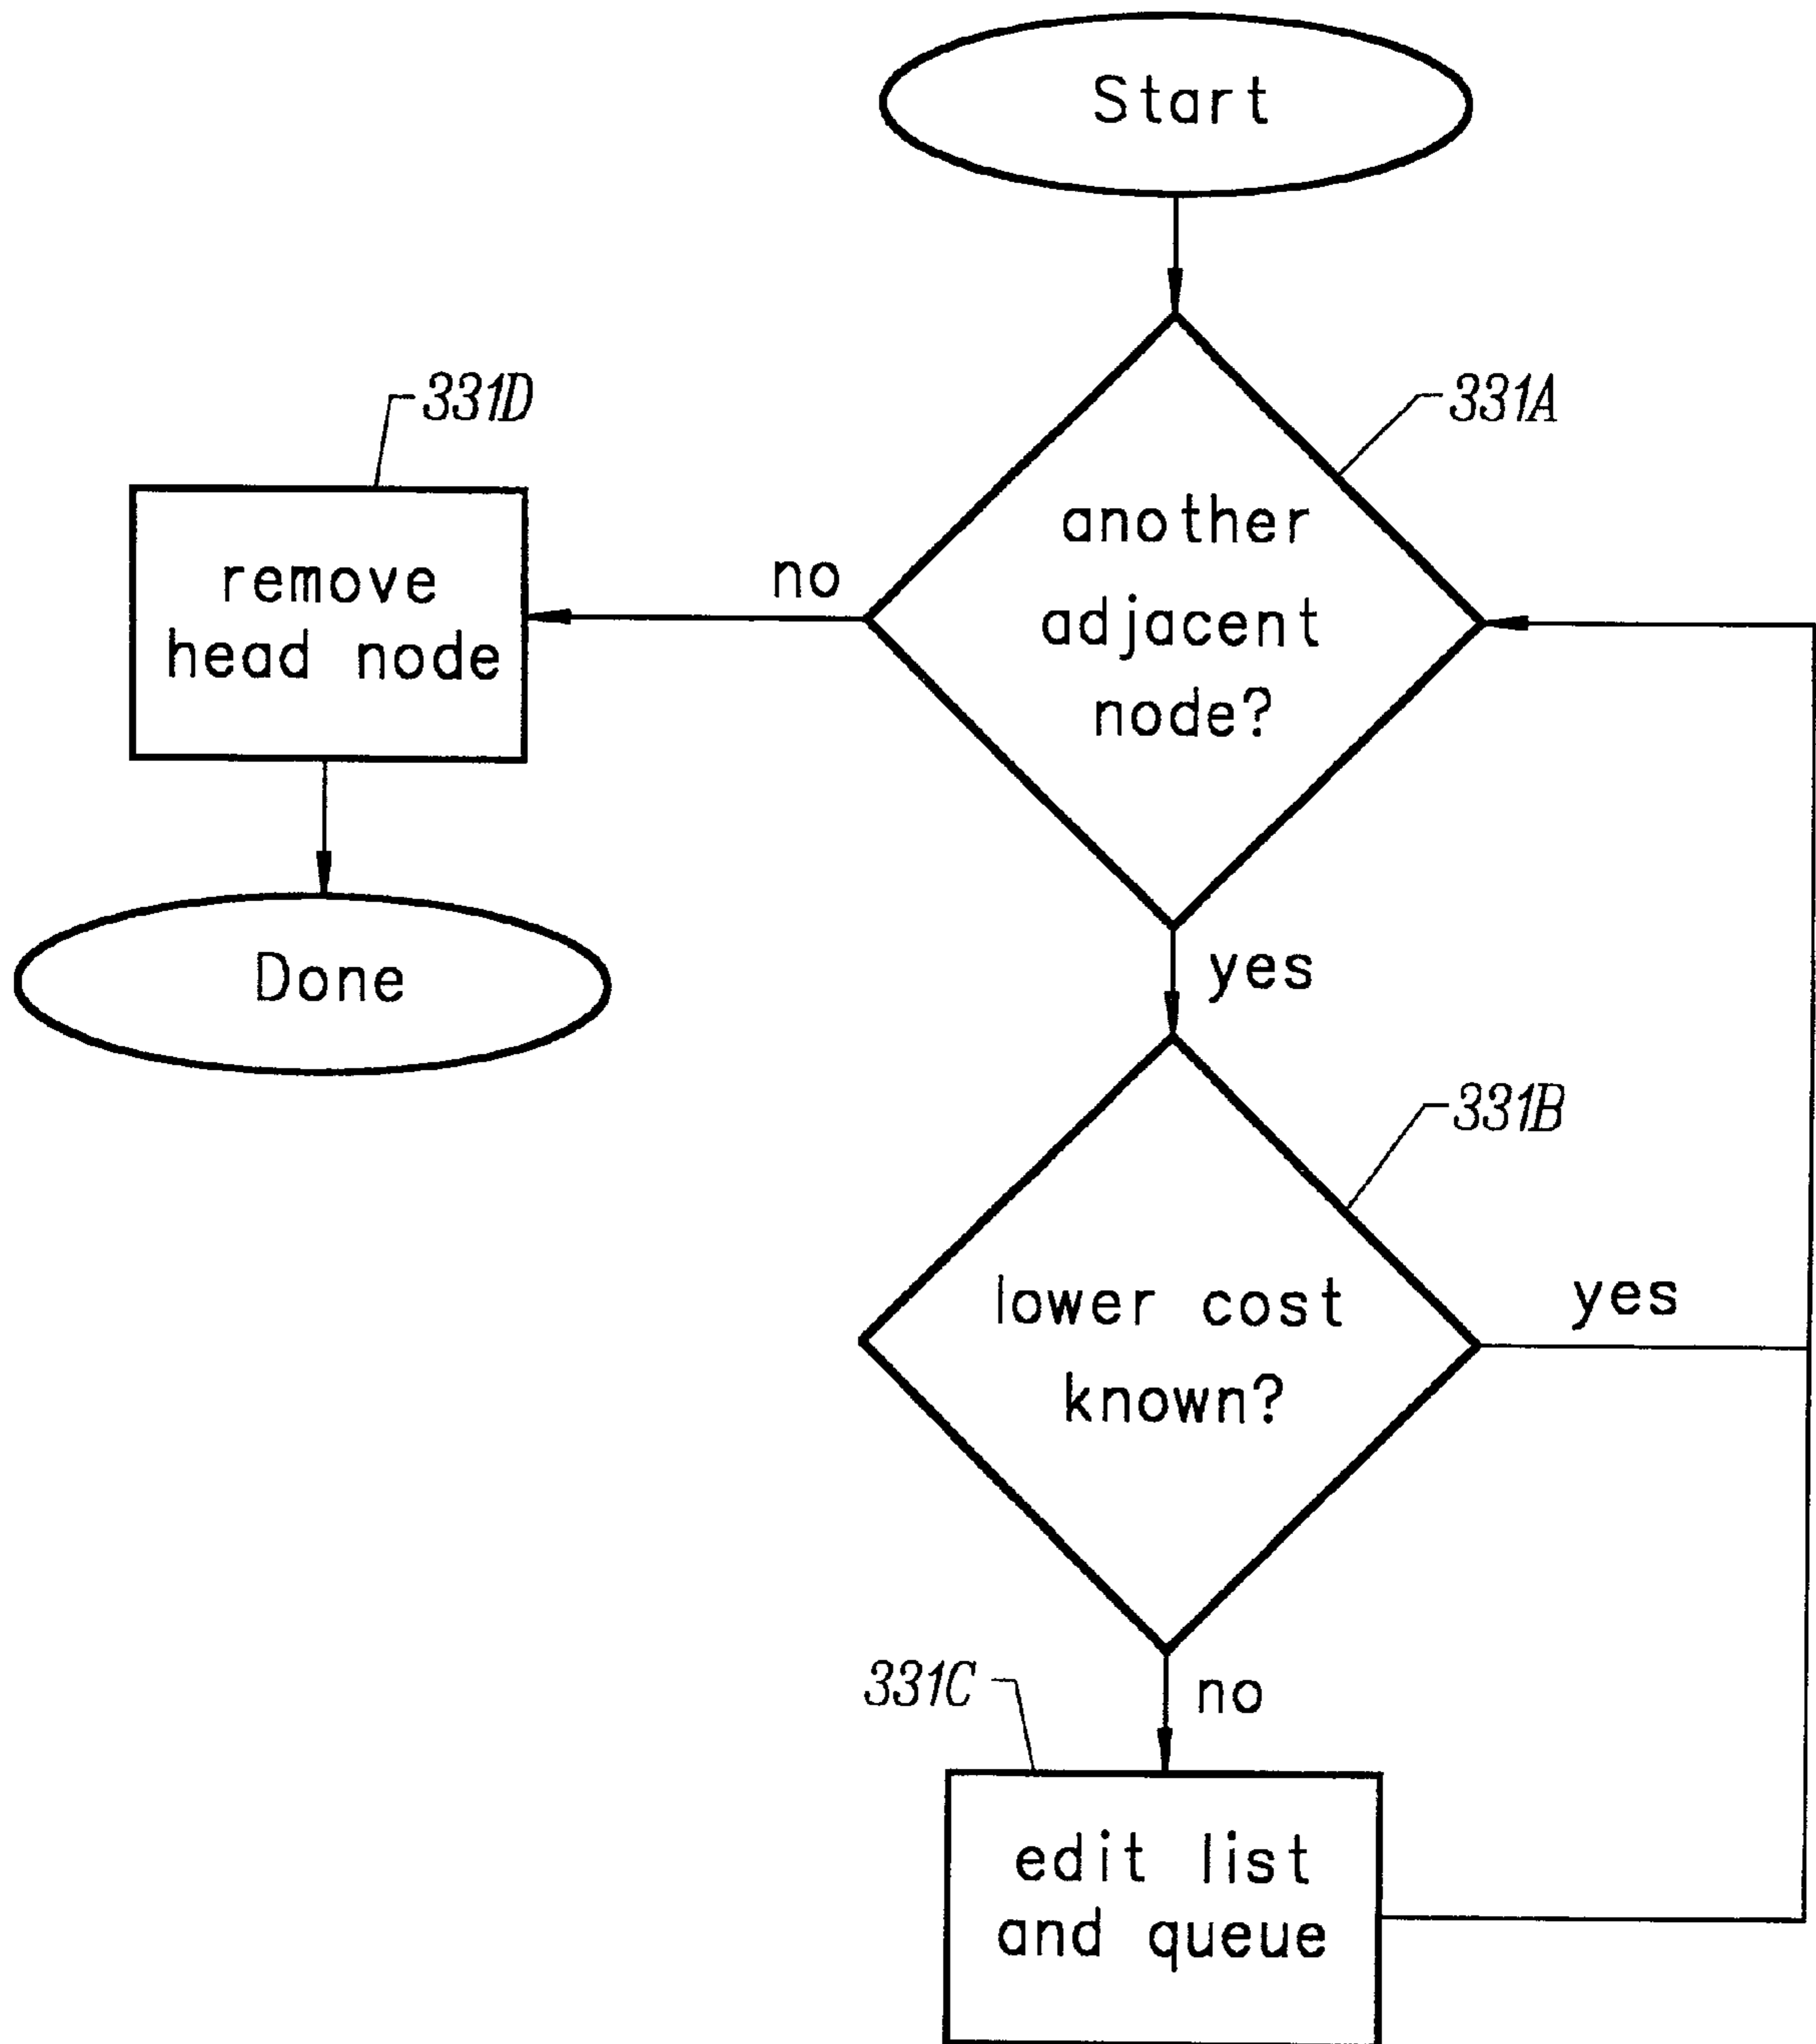 Start
331D
331A
another
adjacent
node?
no
remove
head node
yes
Done
331B
lower cost
known?
yes
331C
no
edit list
and queue